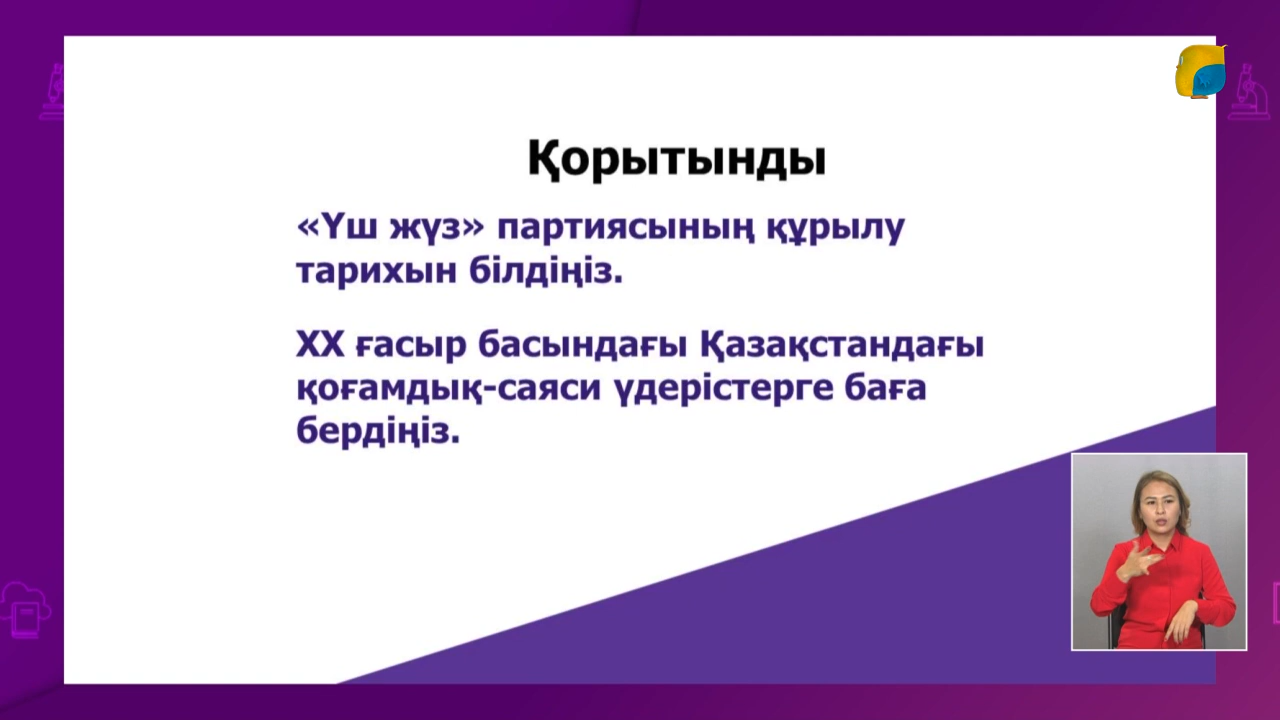 Қорытынды
«Үш жүз» партиясының құрылу
тарихын білдіңіз.
ХХ ғасыр басындағы Қазақстандағы
қоғамдық-саяси үдерістерге баға
бердіңіз.